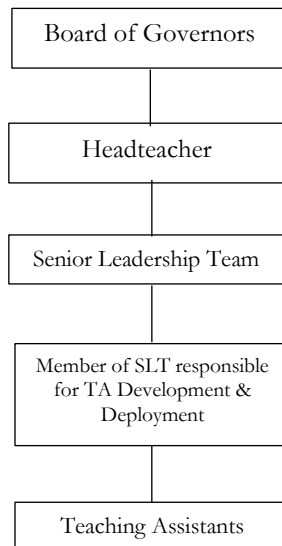 Board of Governors
Headteacher
Senior Leadership Team
Member of SLT responsible
for TA Development &
Deployment
Teaching Assistants